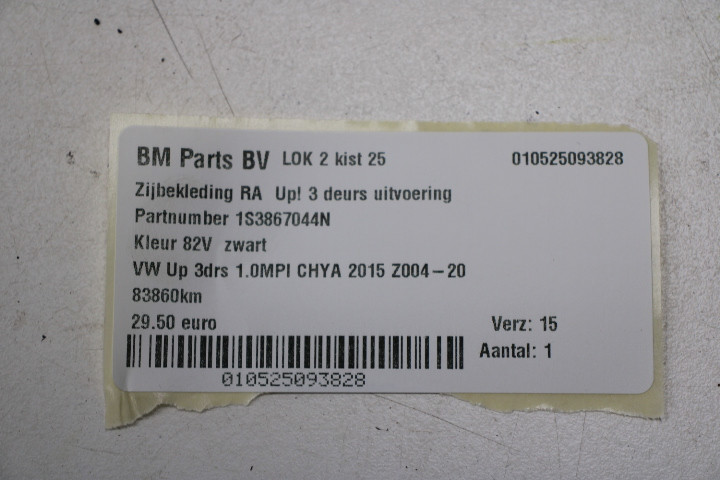 BM Parts BV LOK 2 kist 25 010525093828
Zijbekleding RA Up! 3 deurs uitvoering
Partnumber 1S3867044N
Kleur 82V zwart
VW Up 3drs 1.0MPI CHYA 2015 Z004-20
83860km
29.50 euro Verz: 15
Aantal: 1
010525093828